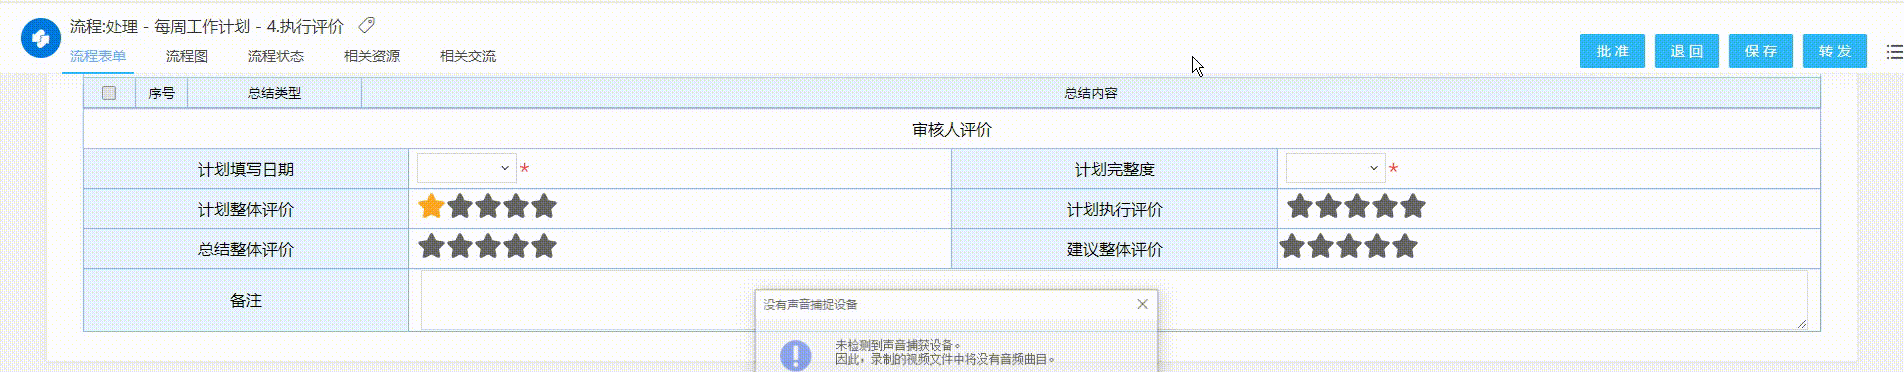 流程:处理 - 每周工作计划 - 4.执行评价
流程表单 流程图 流程状态 相关资源 相关交流
批准 退回 保存 转发
序号 总结类型 总结内容
审核人评价
计划填写日期 * 计划完整度 *
计划整体评价 计划执行评价
总结整体评价 建议整体评价
备注
没有声音捕捉设备
未检测到声音捕获设备。
因此，录制的视频文件中将没有音频曲目。